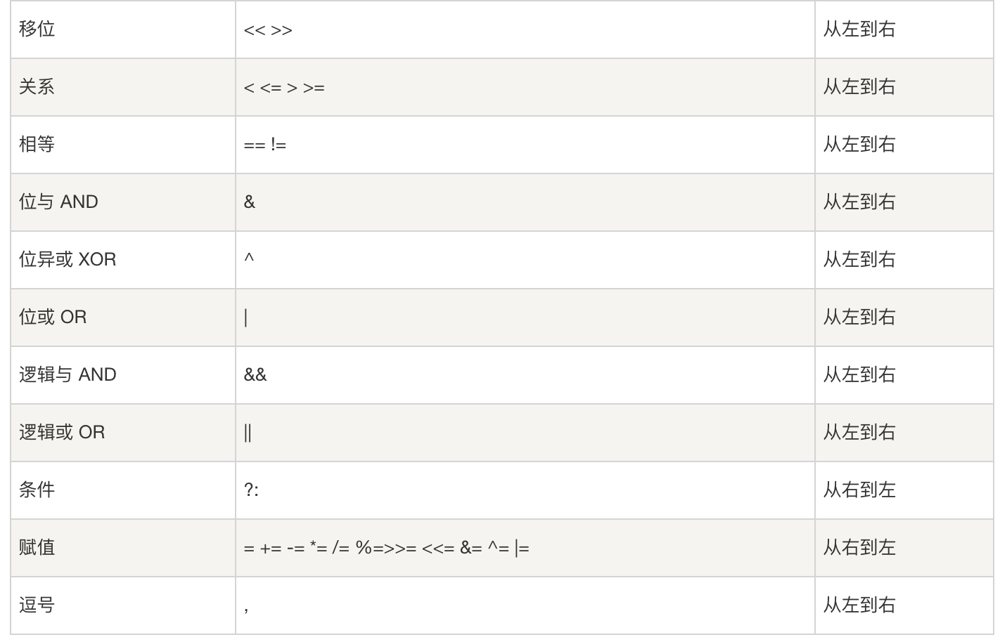 移位 << >> 从左到右
关系 < <= > >= 从左到右
相等 == != 从左到右
位与 AND & 从左到右
位异或 XOR ^ 从左到右
位或 OR | 从左到右
逻辑与 AND && 从左到右
逻辑或 OR || 从左到右
条件 ?: 从右到左
赋值 = += -= *= /= %=>>= <<= &= ^= |= 从右到左
逗号 , 从左到右